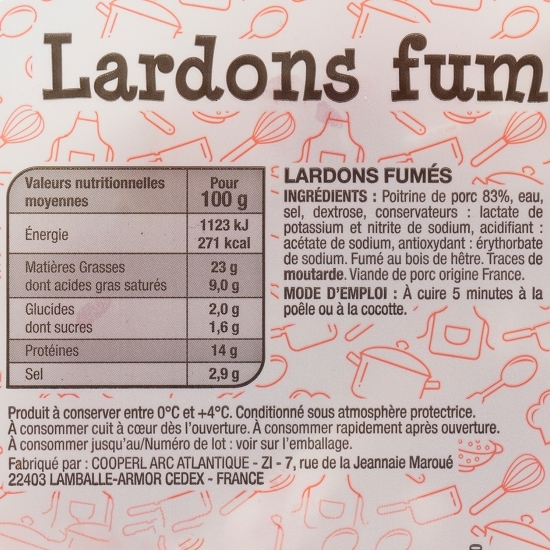 Lardons fum
Valeurs nutritionnelles moyennes
Pour 100 g
Énergie
1123 kJ
271 kcal
Matières Grasses 23 g
dont acides gras saturés 9,0 g
Glucides 2,0 g
dont sucres 1,6 g
Protéines 14 g
Sel 2,9 g
LARDONS FUMÉS
INGRÉDIENTS : Poitrine de porc 83%, eau,
sel, dextrose, conservateurs : lactate de
potassium et nitrite de sodium, acidifiant :
acétate de sodium, antioxydant : érythorbate
de sodium. Fumé au bois de hêtre. Traces de
moutarde. Viande de porc origine France.
MODE D'EMPLOI : À cuire 5 minutes à la
poêle ou à la cocotte.
Produit à conserver entre 0°C et +4°C. Conditionné sous atmosphère protectrice.
À consommer cuit à cœur dès l'ouverture. À consommer rapidement après ouverture.
À consommer jusqu'au/Numéro de lot : voir sur l'emballage.
Fabriqué par : COOPERL ARC ATLANTIQUE - ZI - 7, rue de la Jeannaie Maroué
22403 LAMBALLE-ARMOR CEDEX - FRANCE